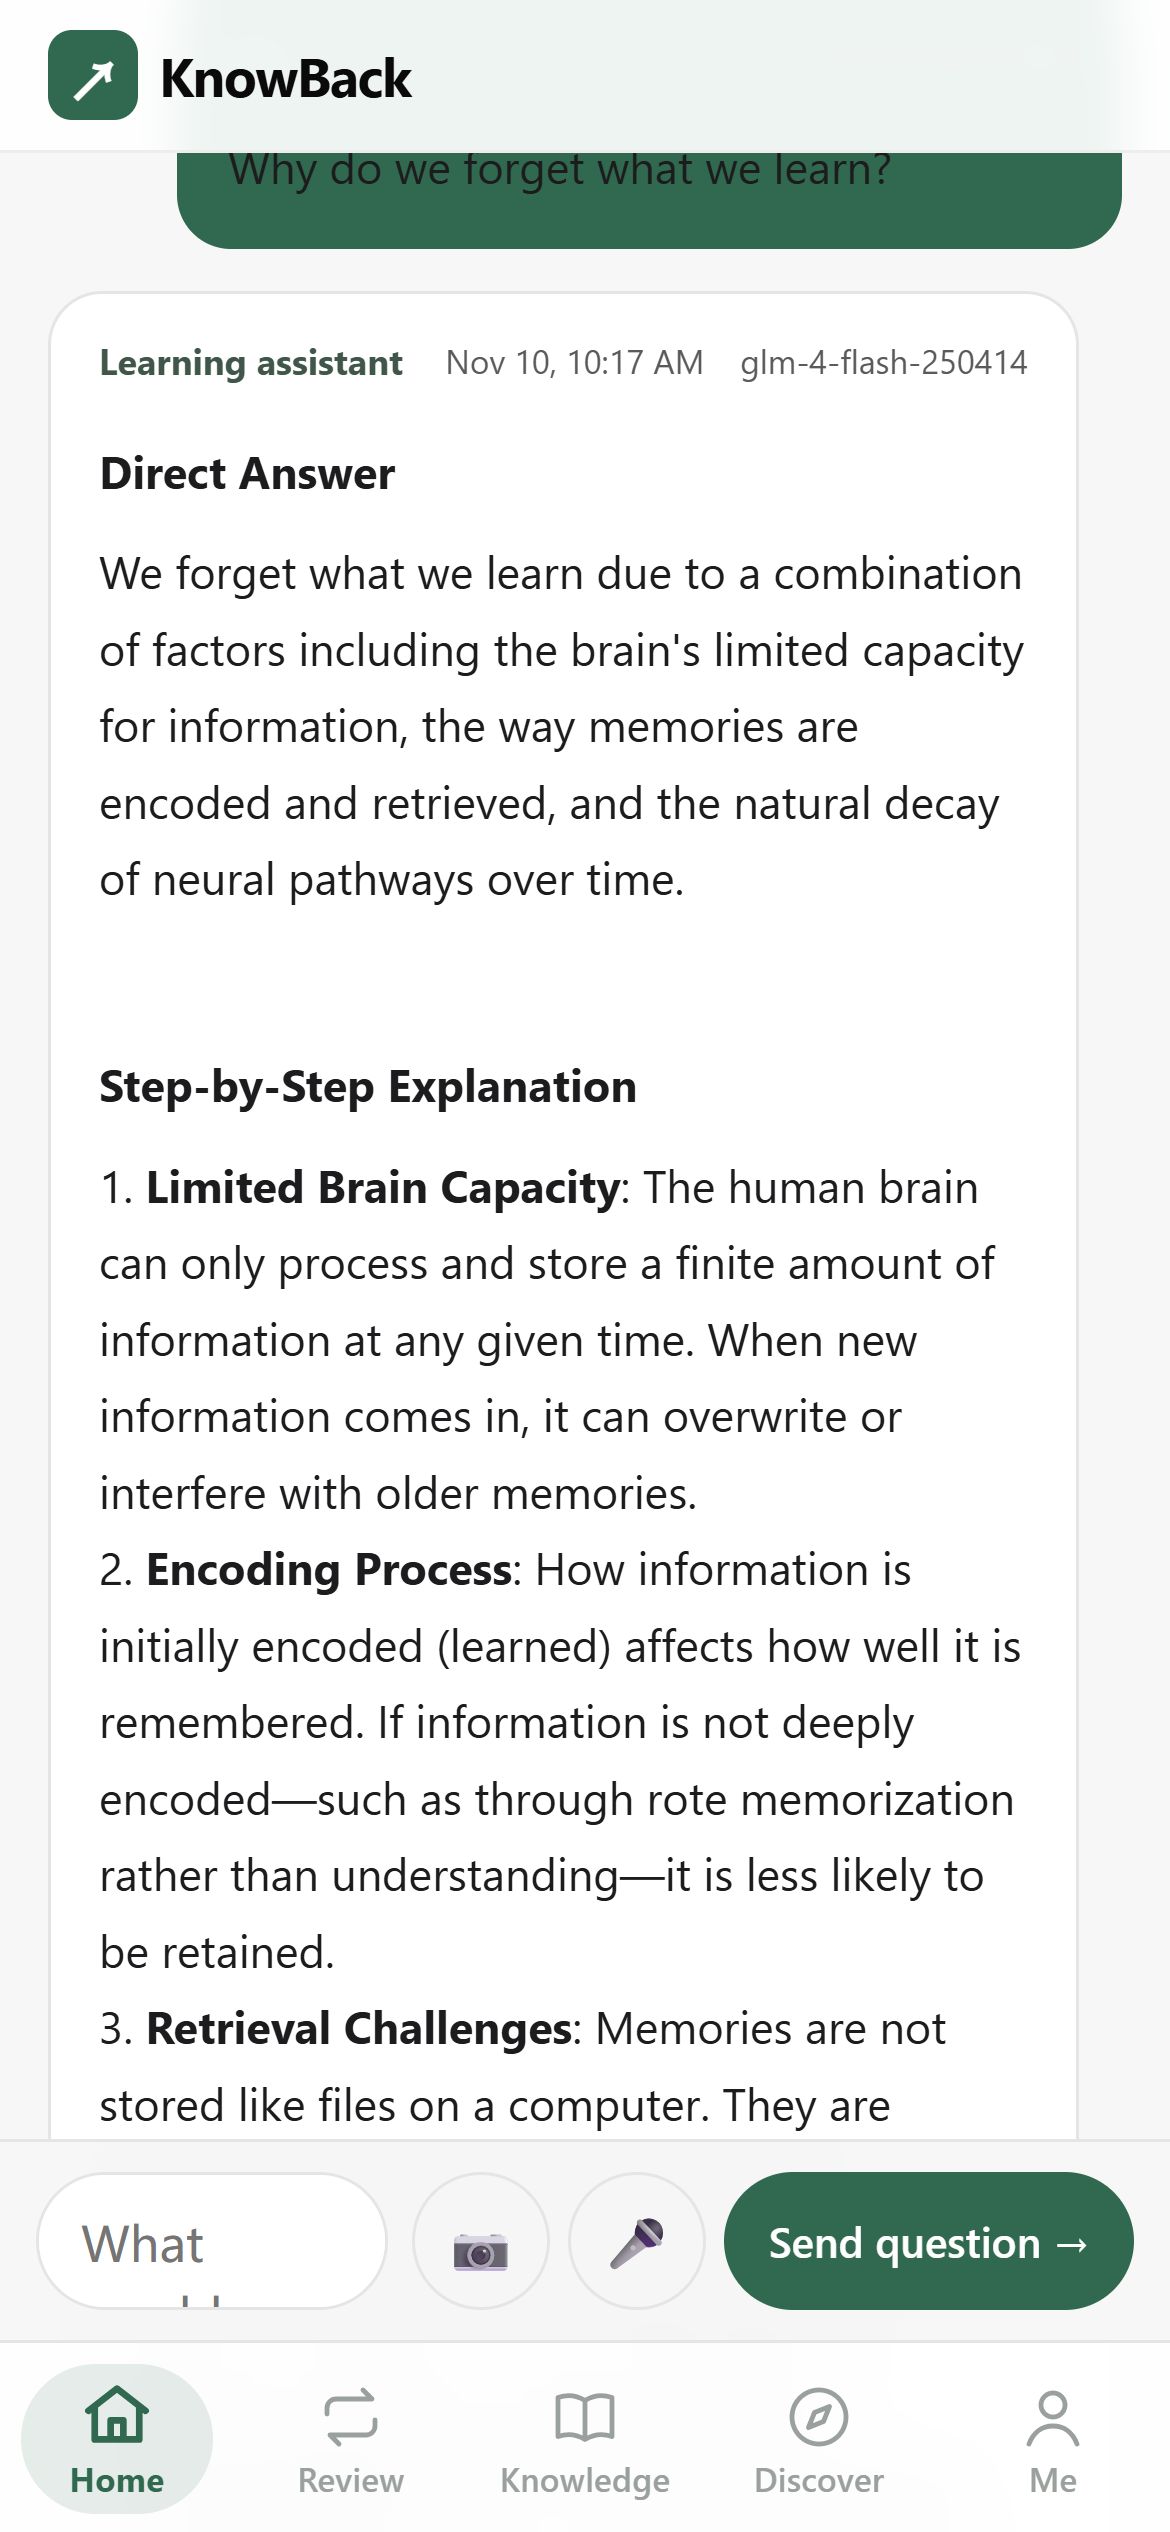 KnowBack
Why do we forget what we learn?
Learning assistant Nov 10, 10:17 AM glm-4-flash-250414
Direct Answer
We forget what we learn due to a combination
of factors including the brain's limited capacity
for information, the way memories are
encoded and retrieved, and the natural decay
of neural pathways over time.
Step-by-Step Explanation
1. Limited Brain Capacity: The human brain
can only process and store a finite amount of
information at any given time. When new
information comes in, it can overwrite or
interfere with older memories.
2. Encoding Process: How information is
initially encoded (learned) affects how well it is
remembered. If information is not deeply
encoded—such as through rote memorization
rather than understanding—it is less likely to
be retained.
3. Retrieval Challenges: Memories are not
stored like files on a computer. They are
What
Send question →
Home
Review
Knowledge
Discover
Me